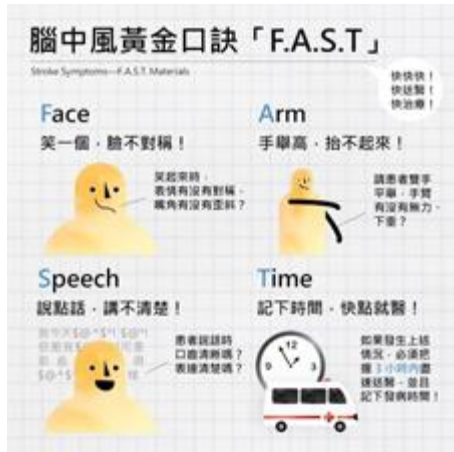 腦中風黃金口訣「F.A.S.T」
Stroke Symptoms—F.A.S.T. Materials
快快快！
快送醫！
快治療！
Face
笑一個，臉不對稱！
笑起來時，
表情有沒有對稱，
嘴角有沒有歪斜？
Arm
手舉高，抬不起來！
請患者雙手
平舉，手臂
有沒有無力、
下垂？
Speech
說點話，講不清楚！
患者說話時
口齒清晰嗎？
表達清楚嗎？
Time
記下時間，快點就醫！
12
3
6
9
如果發生上述
情況，必須把
握 3 小時內盡
速送醫，並且
記下發病時間！